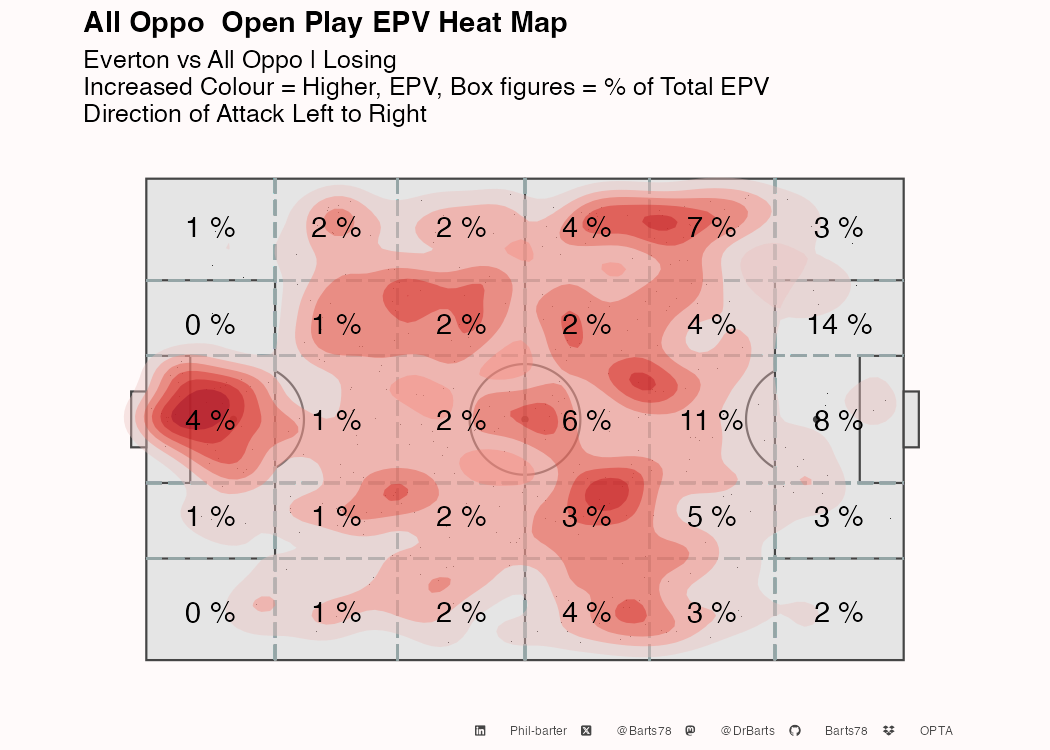 All Oppo  Open Play EPV Heat Map
Everton vs All Oppo | Losing
Increased Colour = Higher, EPV, Box figures = % of Total EPV
Direction of Attack Left to Right
1 % 2 % 2 % 4 % 7 % 3 %
0 % 1 % 2 % 2 % 4 % 14 %
4 % 1 % 2 % 6 % 11 % 8 %
1 % 1 % 2 % 3 % 5 % 3 %
0 % 1 % 2 % 4 % 3 % 2 %
Phil-barter @Barts78 @DrBarts Barts78 OPTA